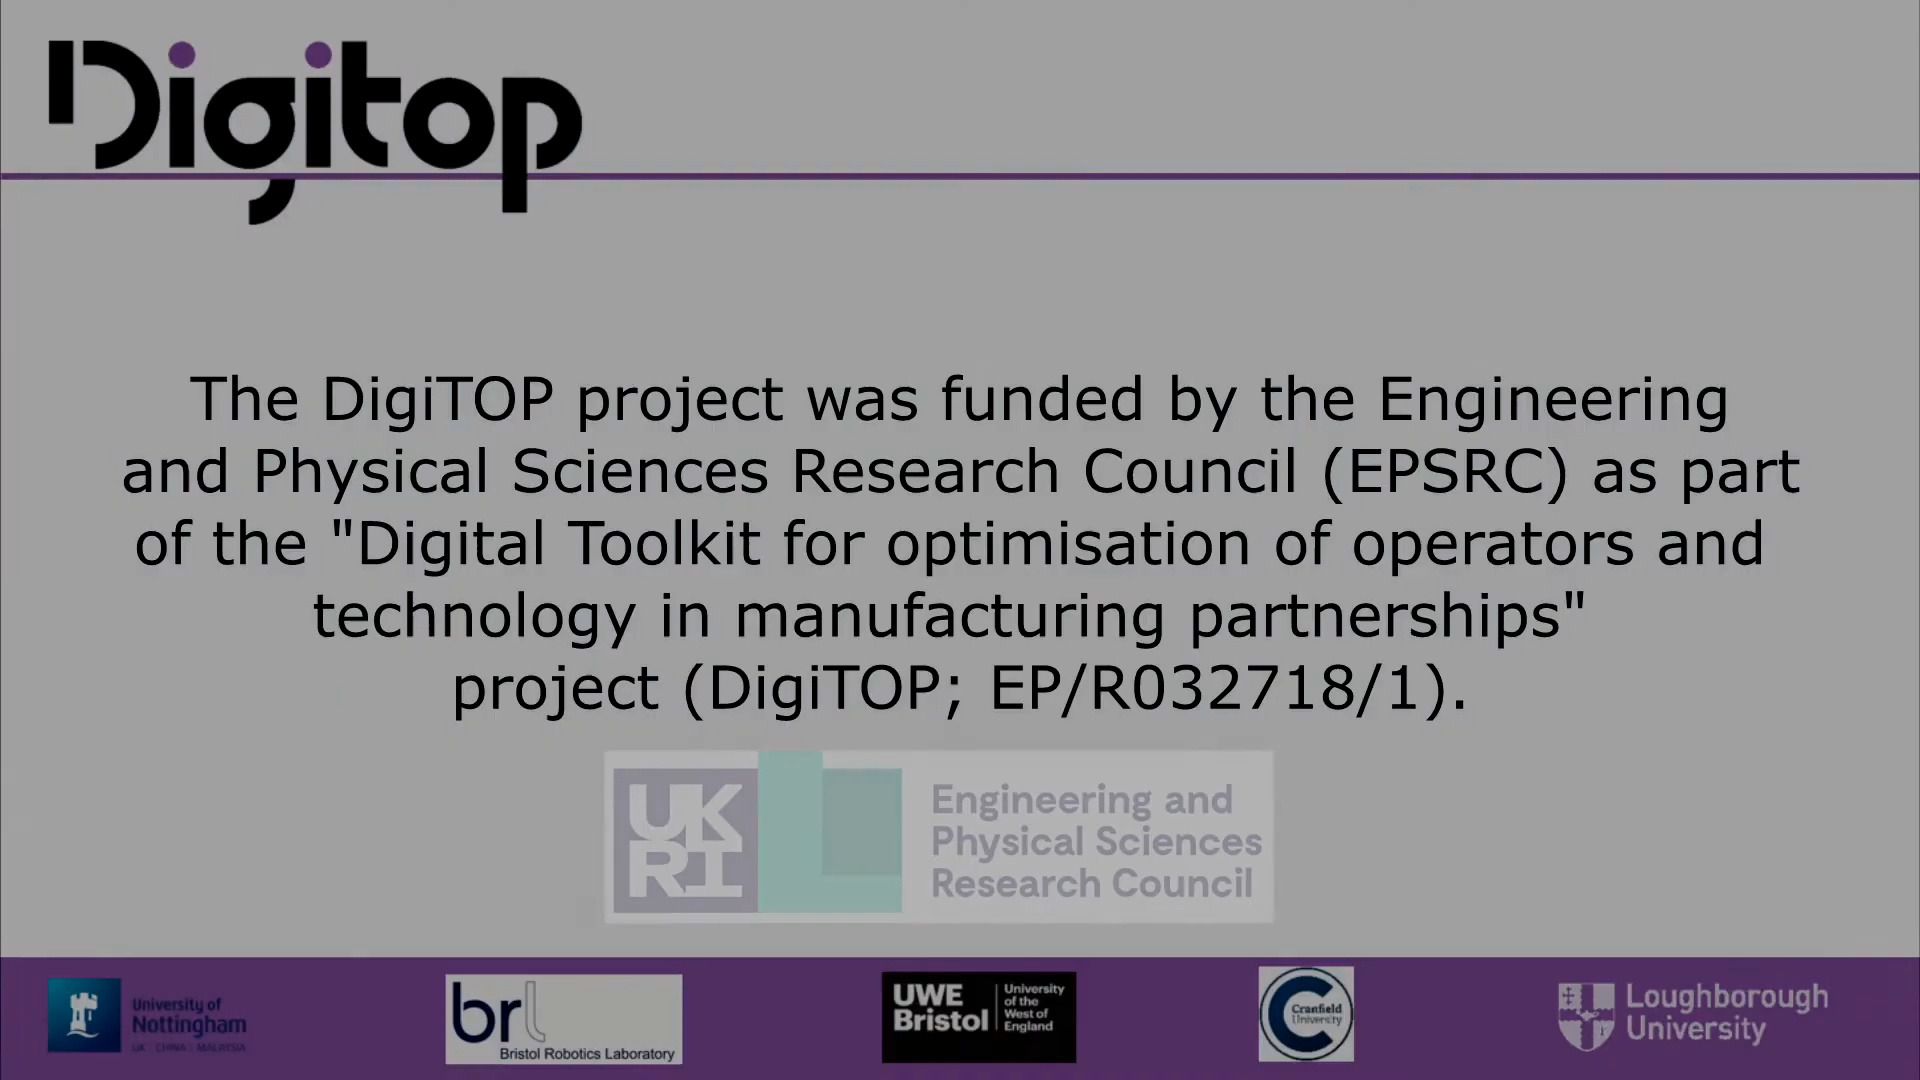 Digitop
The DigiTOP project was funded by the Engineering
and Physical Sciences Research Council (EPSRC) as part
of the "Digital Toolkit for optimisation of operators and
technology in manufacturing partnerships"
project (DigiTOP; EP/R032718/1).
UK
RI
Engineering and
Physical Sciences
Research Council
University of
Nottingham
UK · CHINA · MALAYSIA
brl
Bristol Robotics Laboratory
UWE
Bristol
University
of the
West of
England
Cranfield
University
Loughborough
University